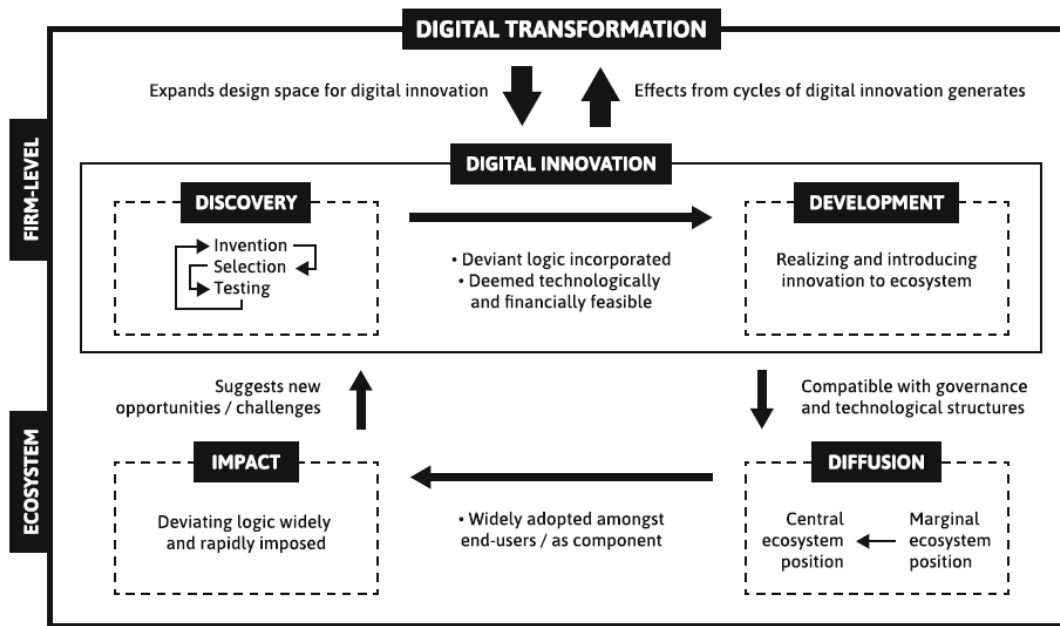 DIGITAL TRANSFORMATION
Expands design space for digital innovation
Effects from cycles of digital innovation generates
FIRM-LEVEL
DIGITAL INNOVATION
DISCOVERY
Invention
Selection
Testing
• Deviant logic incorporated
• Deemed technologically
and financially feasible
DEVELOPMENT
Realizing and introducing
innovation to ecosystem
Suggests new
opportunities / challenges
Compatible with governance
and technological structures
ECOSYSTEM
IMPACT
Deviating logic widely
and rapidly imposed
• Widely adopted amongst
end-users / as component
DIFFUSION
Central
ecosystem
position
Marginal
ecosystem
position